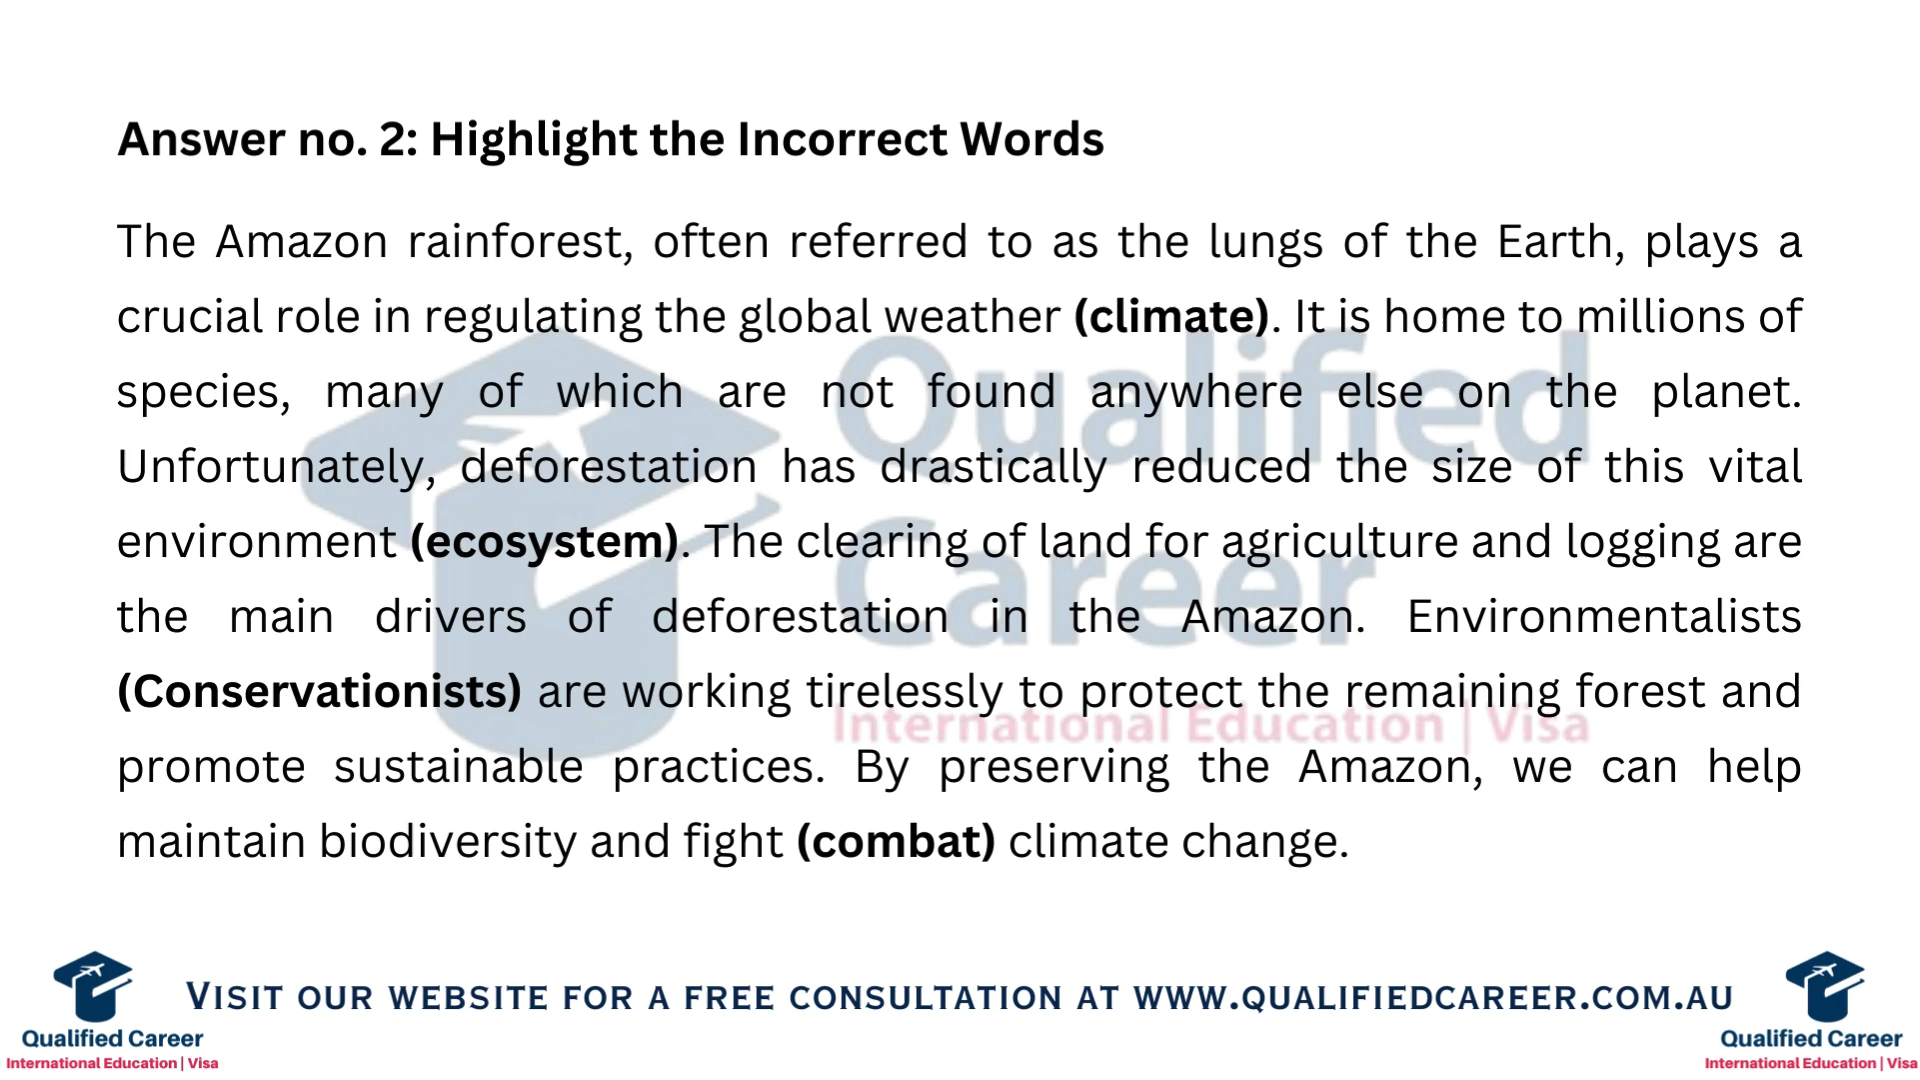 Answer no. 2: Highlight the Incorrect Words
The Amazon rainforest, often referred to as the lungs of the Earth, plays a
crucial role in regulating the global weather (climate). It is home to millions of
species, many of which are not found anywhere else on the planet.
Unfortunately, deforestation has drastically reduced the size of this vital
environment (ecosystem). The clearing of land for agriculture and logging are
the main drivers of deforestation in the Amazon. Environmentalists
(Conservationists) are working tirelessly to protect the remaining forest and
promote sustainable practices. By preserving the Amazon, we can help
maintain biodiversity and fight (combat) climate change.
Qualified
Career
International Education | Visa
VISIT OUR WEBSITE FOR A FREE CONSULTATION AT WWW.QUALIFIEDCAREER.COM.AU
Qualified Career
International Education | Visa
Qualified Career
International Education | Visa